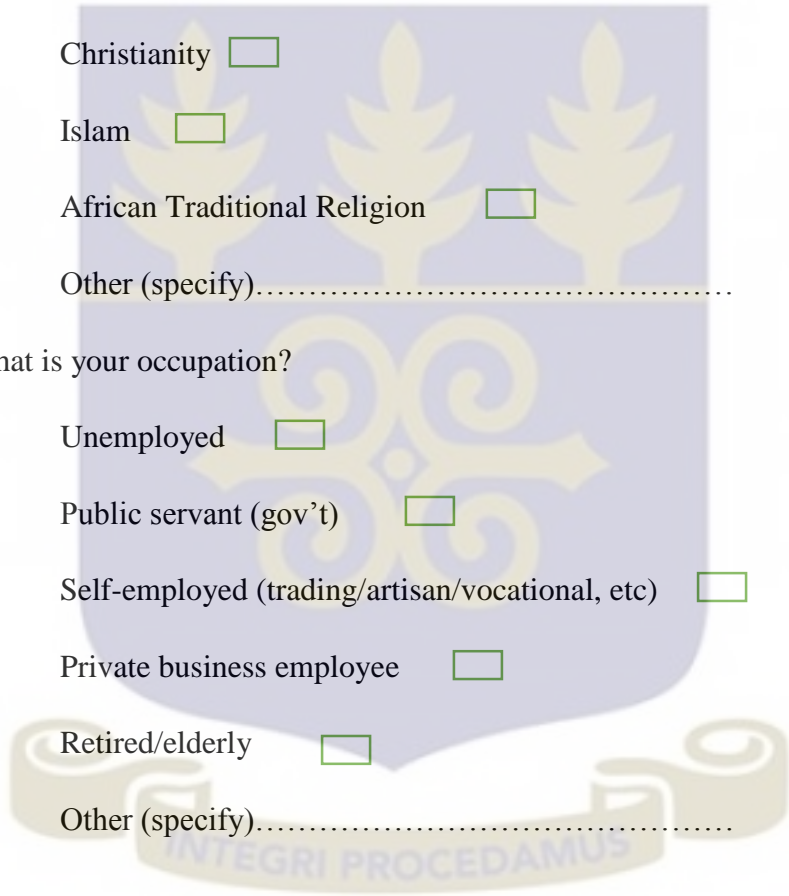 Christianity
Islam
African Traditional Religion
Other (specify)…………………………………………
hat is your occupation?
Unemployed
Public servant (gov’t)
Self-employed (trading/artisan/vocational, etc)
Private business employee
Retired/elderly
Other (specify)…………………………………………
INTEGRI PROCEDAMUS